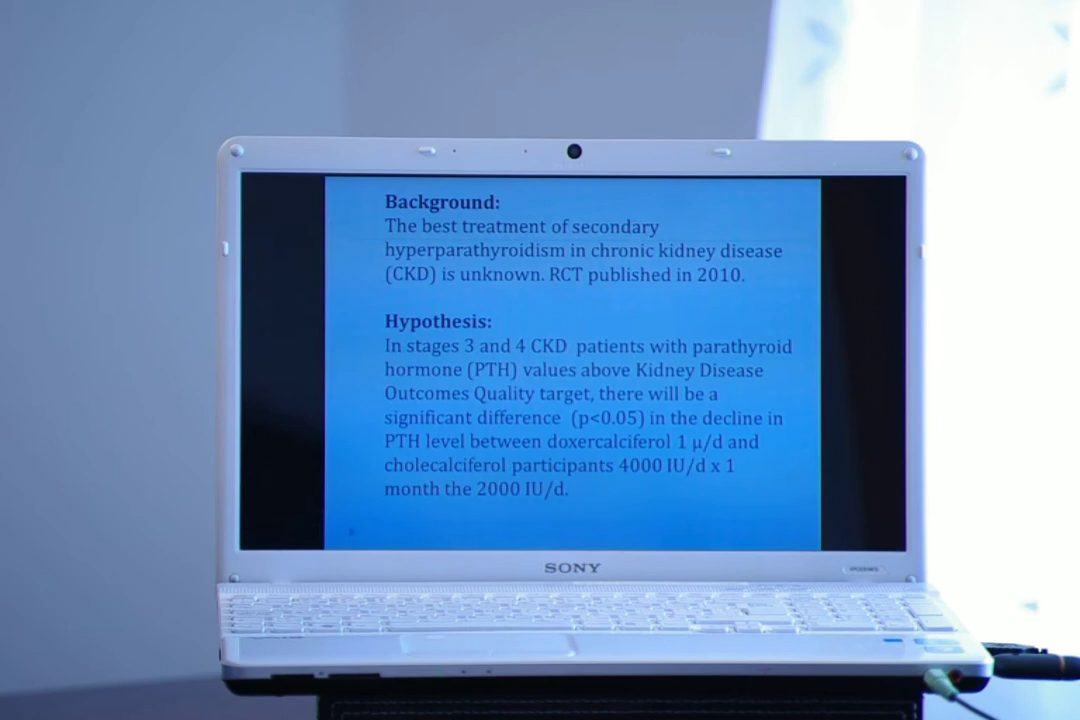 Background:
The best treatment of secondary
hyperparathyroidism in chronic kidney disease
(CKD) is unknown. RCT published in 2010.
Hypothesis:
In stages 3 and 4 CKD patients with parathyroid
hormone (PTH) values above Kidney Disease
Outcomes Quality target, there will be a
significant difference (p<0.05) in the decline in
PTH level between doxercalciferol 1 μ/d and
cholecalciferol participants 4000 IU/d x 1
month the 2000 IU/d.
SONY